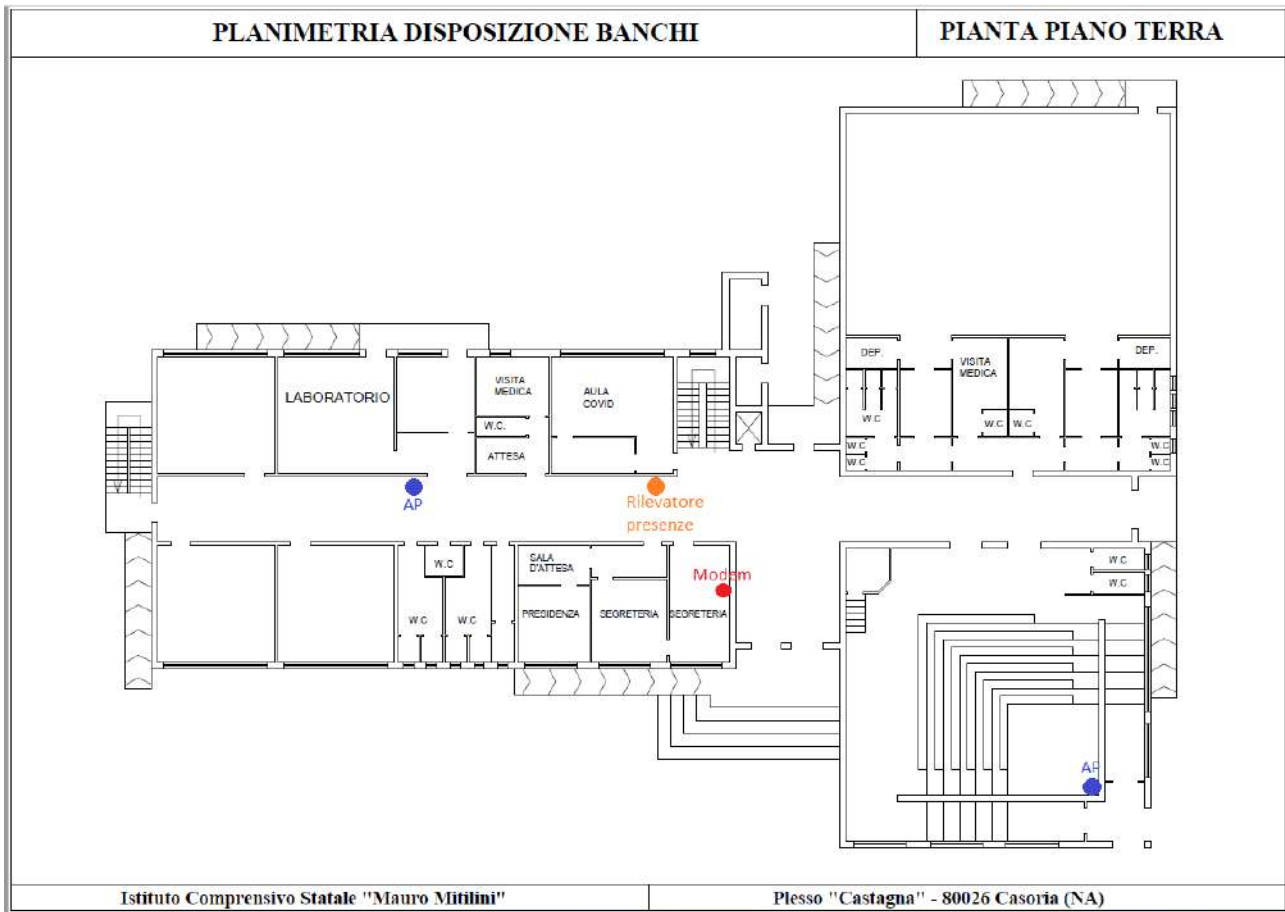 PLANIMETRIA DISPOSIZIONE BANCHI
PIANTA PIANO TERRA
DEP.
DEP.
VISITA
MEDICA
W.C
W.C
W.C
W.C
W.C
W.C
W.C
LABORATORIO
VISITA
MEDICA
AULA
COVID
W.C.
ATTESA
AP
Rilevatore
presenze
W.C
SALA
D'ATTESA
Modem
W.C
W.C
PRESIDENZA
SEGRETERIA
SEGRETERIA
W.C
W.C
AP
Istituto Comprensivo Statale "Mauro Mitilini"
Plesso "Castagna" - 80026 Casoria (NA)